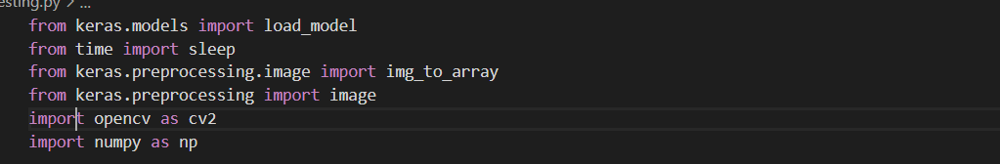 esting.py > ...
from keras.models import load_model
from time import sleep
from keras.preprocessing.image import img_to_array
from keras.preprocessing import image
import opencv as cv2
import numpy as np